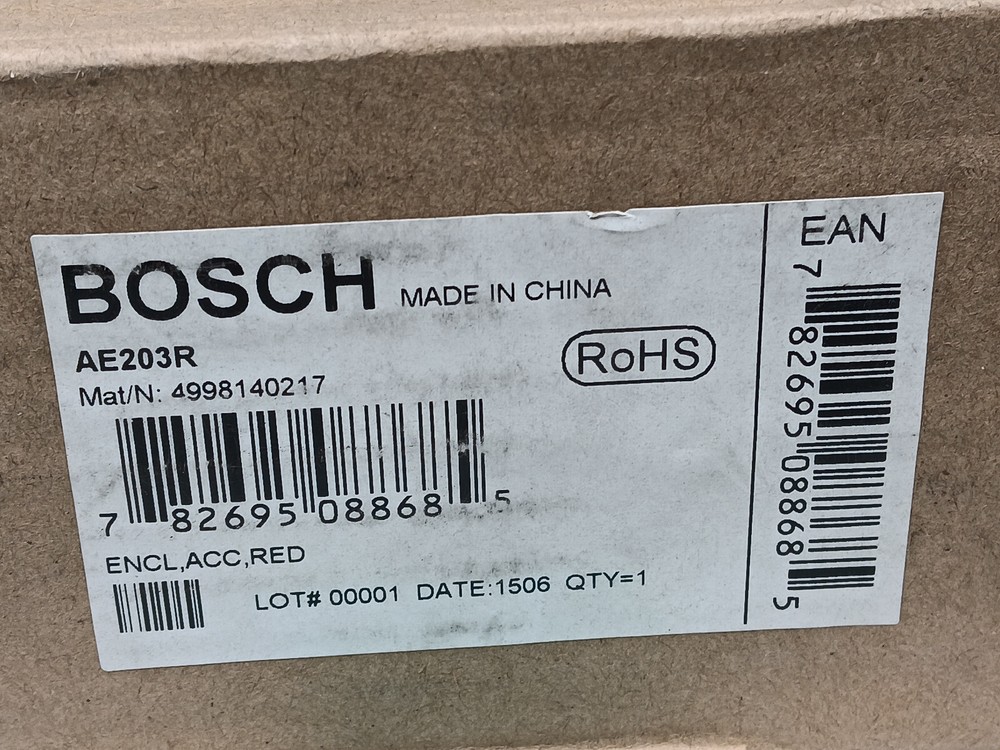 BOSCH MADE IN CHINA
AE203R
RoHS
Mat/N: 4998140217
7 82695 08868 5
ENCL,ACC,RED
LOT# 00001 DATE:1506 QTY=1
EAN
7 82695 08868 5